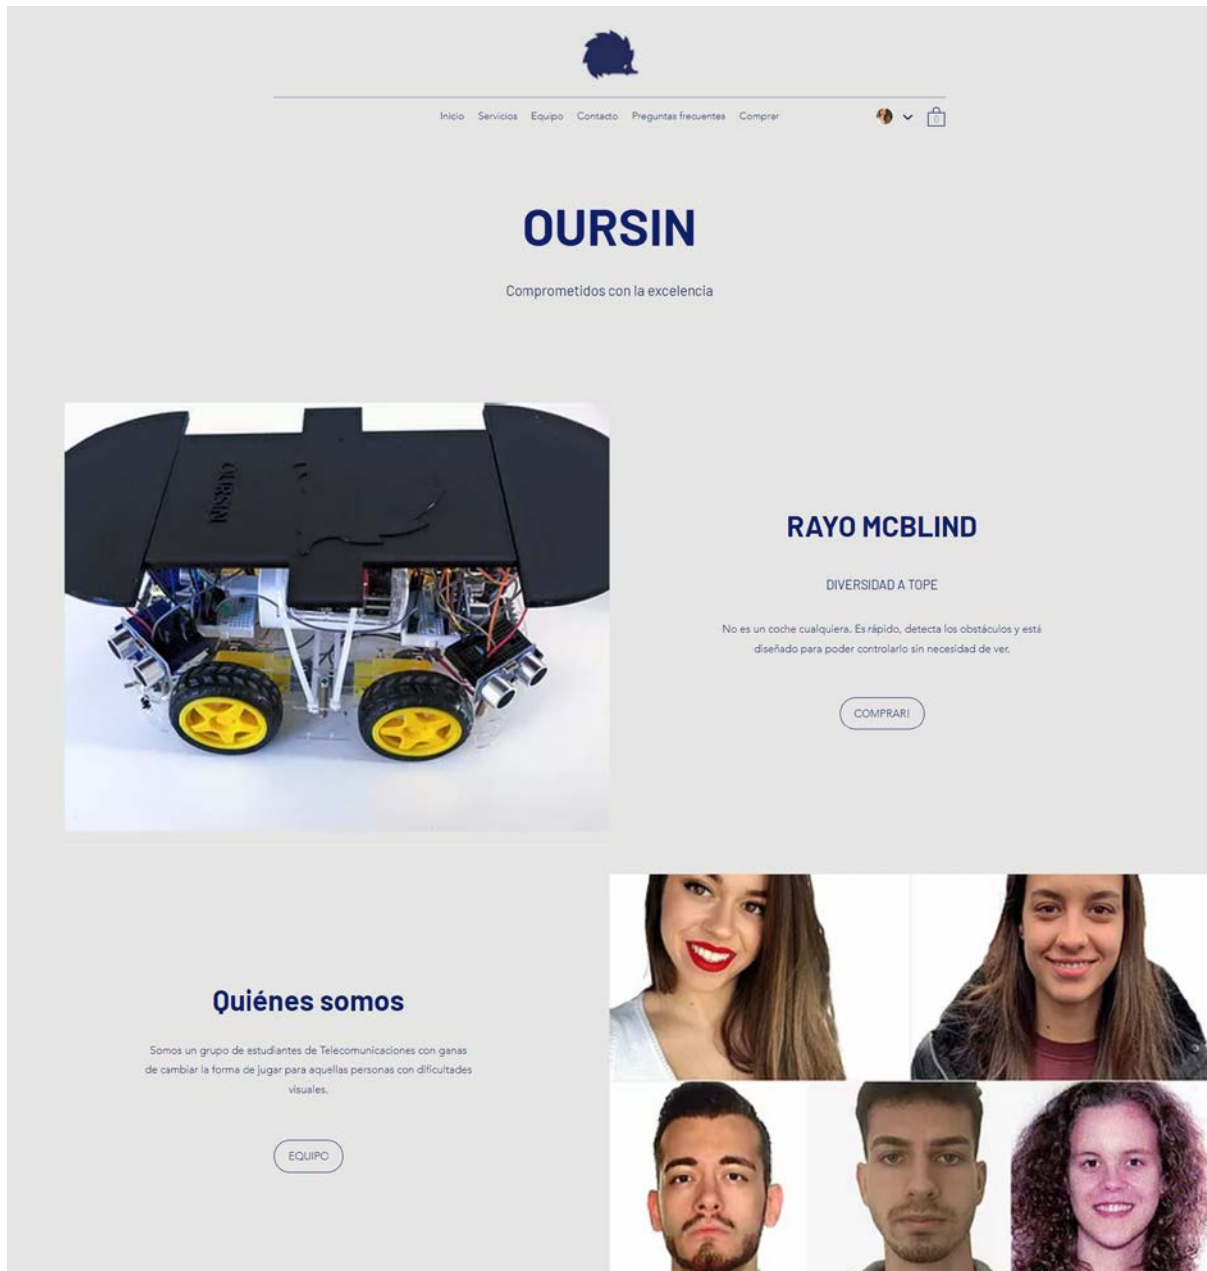 Inicio Servicios Equipo Contacto Preguntas frecuentes Comprar
0
OURSIN
Comprometidos con la excelencia
OURSIN
RAYO MCBLIND
DIVERSIDAD A TOPE
No es un coche cualquiera. Es rápido, detecta los obstáculos y está
diseñado para poder controlarlo sin necesidad de ver.
COMPRAR!
Quiénes somos
Somos un grupo de estudiantes de Telecomunicaciones con ganas
de cambiar la forma de jugar para aquellas personas con dificultades
visuales.
EQUIPO